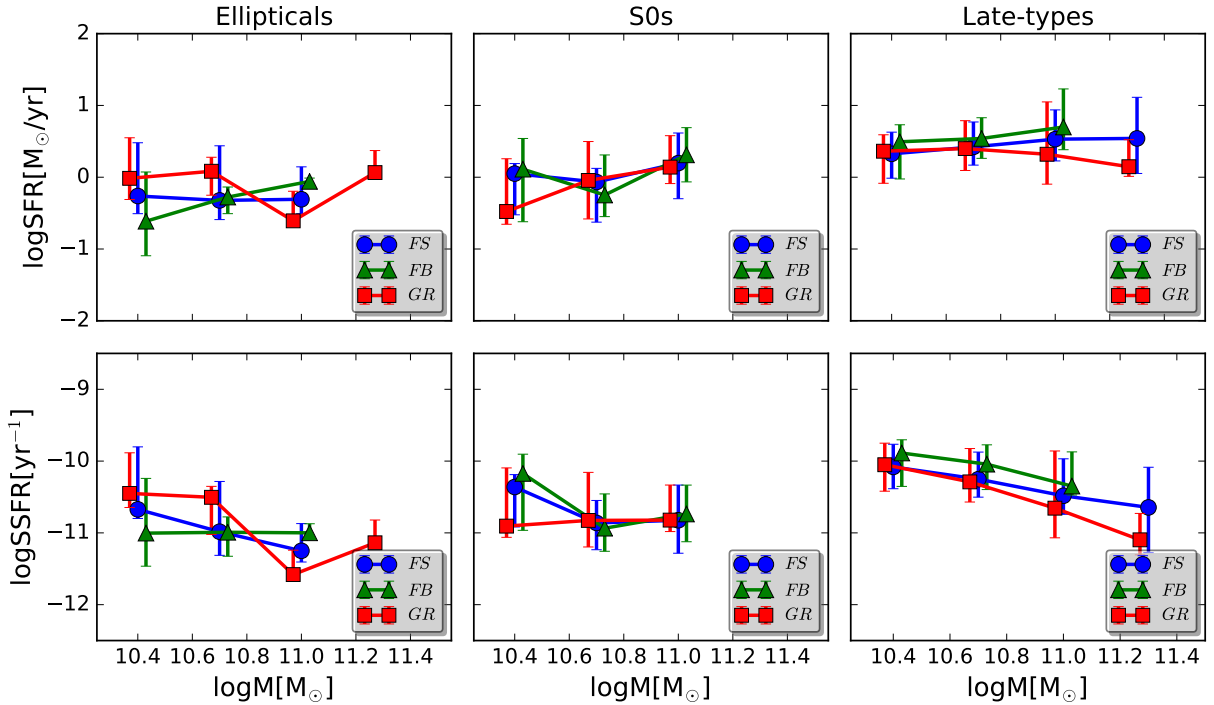 Ellipticals S0s Late-types
logSFR[M⊙/yr]
2
1
0
−1
−2
FS
FB
GR
FS
FB
GR
FS
FB
GR
logSSFR[yr⁻¹]
−9
−10
−11
−12
FS
FB
GR
FS
FB
GR
FS
FB
GR
10.4 10.6 10.8 11.0 11.2 11.4
10.4 10.6 10.8 11.0 11.2 11.4
10.4 10.6 10.8 11.0 11.2 11.4
logM[M⊙] logM[M⊙] logM[M⊙]